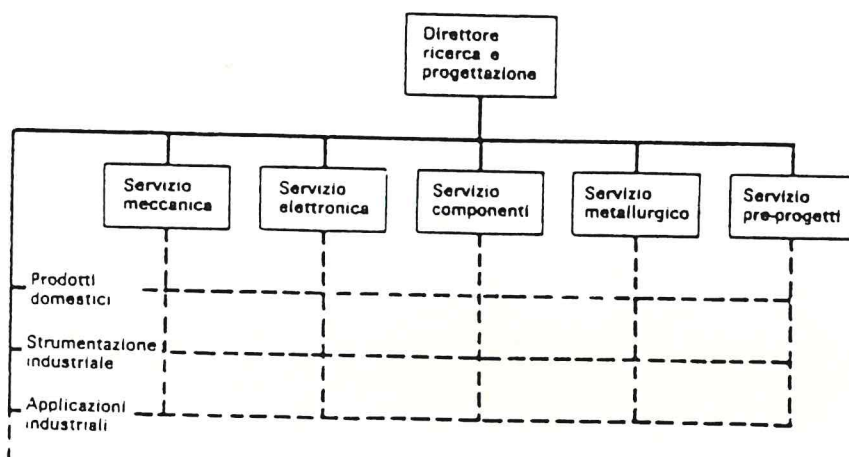 Direttore
ricerca e
progettazione
Servizio
meccanica
Servizio
elettronica
Servizio
componenti
Servizio
metallurgico
Servizio
pre-progetti
Prodotti
domestici
Strumentazione
industriale
Applicazioni
industriali